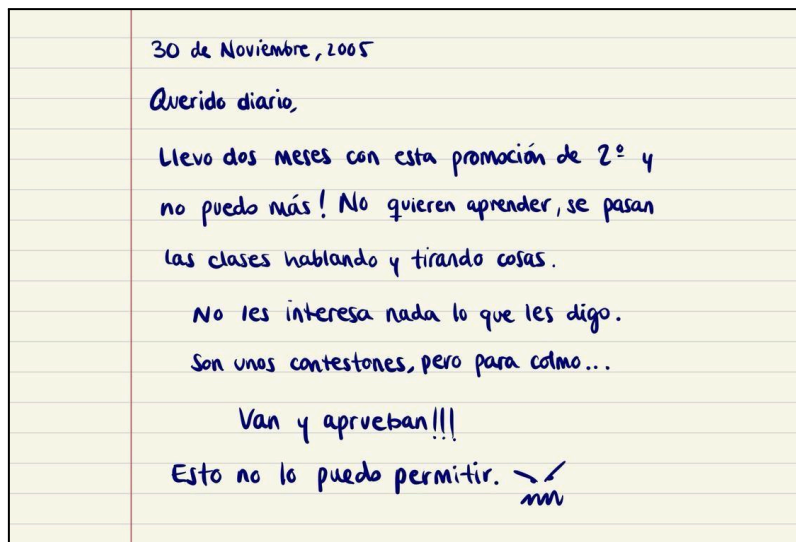 30 de Noviembre, 2005
Querido diario,
Llevo dos meses con esta promoción de 2º y
no puedo más! No quieren aprender, se pasan
las clases hablando y tirando cosas.
No les interesa nada lo que les digo.
Son unos contestones, pero para colmo...
Van y aprueban!!!
Esto no lo puedo permitir.